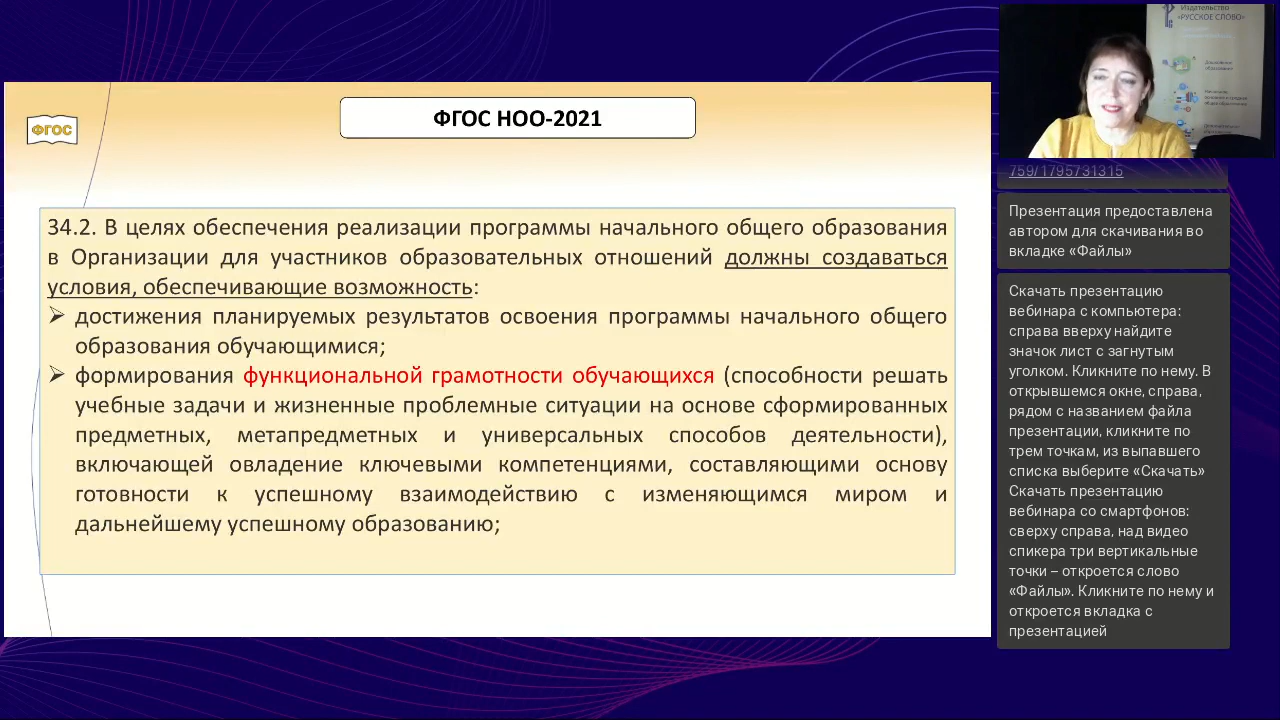 ФГОС
ФГОС НОО-2021
34.2. В целях обеспечения реализации программы начального общего образования
в Организации для участников образовательных отношений должны создаваться
условия, обеспечивающие возможность:
достижения планируемых результатов освоения программы начального общего
образования обучающимися;
формирования функциональной грамотности обучающихся (способности решать
учебные задачи и жизненные проблемные ситуации на основе сформированных
предметных, метапредметных и универсальных способов деятельности),
включающей овладение ключевыми компетенциями, составляющими основу
готовности к успешному взаимодействию с изменяющимся миром и
дальнейшему успешному образованию;
Издательство
«РУССКОЕ СЛОВО»
759/1795731315
Презентация предоставлена
автором для скачивания во
вкладке «Файлы»
Скачать презентацию
вебинара с компьютера:
справа вверху найдите
значок лист с загнутым
уголком. Кликните по нему. В
открывшемся окне, справа,
рядом с названием файла
презентации, кликните по
трем точкам, из выпавшего
списка выберите «Скачать»
Скачать презентацию
вебинара со смартфонов:
сверху справа, над видео
спикера три вертикальные
точки – откроется слово
«Файлы». Кликните по нему и
откроется вкладка с
презентацией